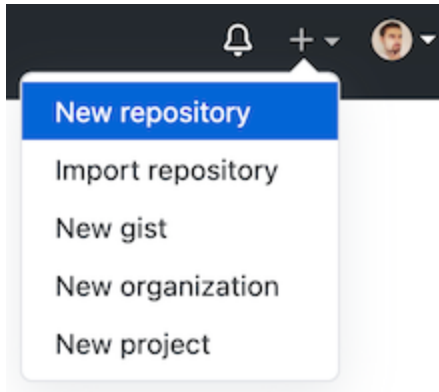 New repository
Import repository
New gist
New organization
New project